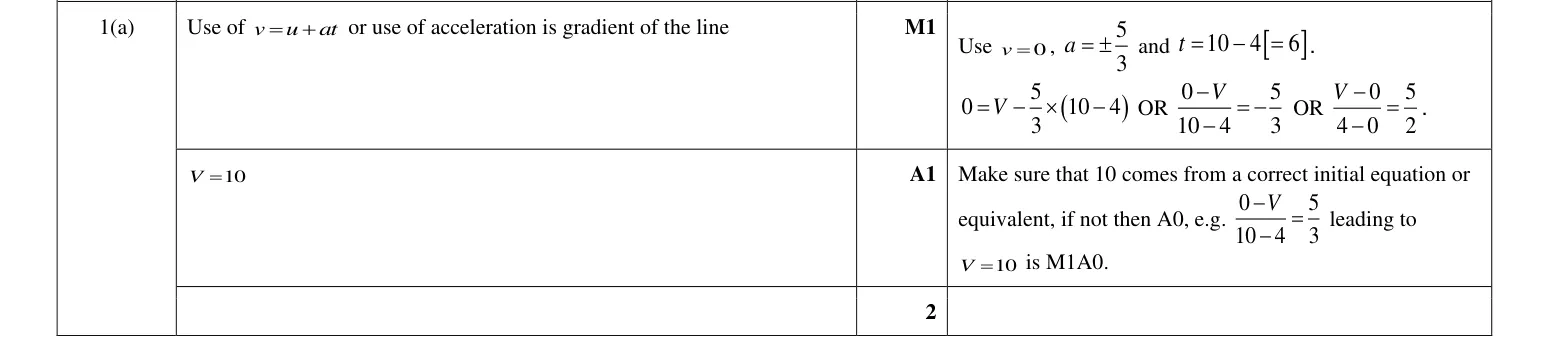 1(a) Use of v = u + at or use of acceleration is gradient of the line M1 Use v = 0, a = ±5/3 and t = 10 − 4[= 6].
0 = V − 5/3 × (10 − 4) OR (0 − V)/(10 − 4) = −5/3 OR (V − 0)/(4 − 0) = 5/2.
V = 10 A1 Make sure that 10 comes from a correct initial equation or
equivalent, if not then A0, e.g. (0 − V)/(10 − 4) = 5/3 leading to
V = 10 is M1A0.
2